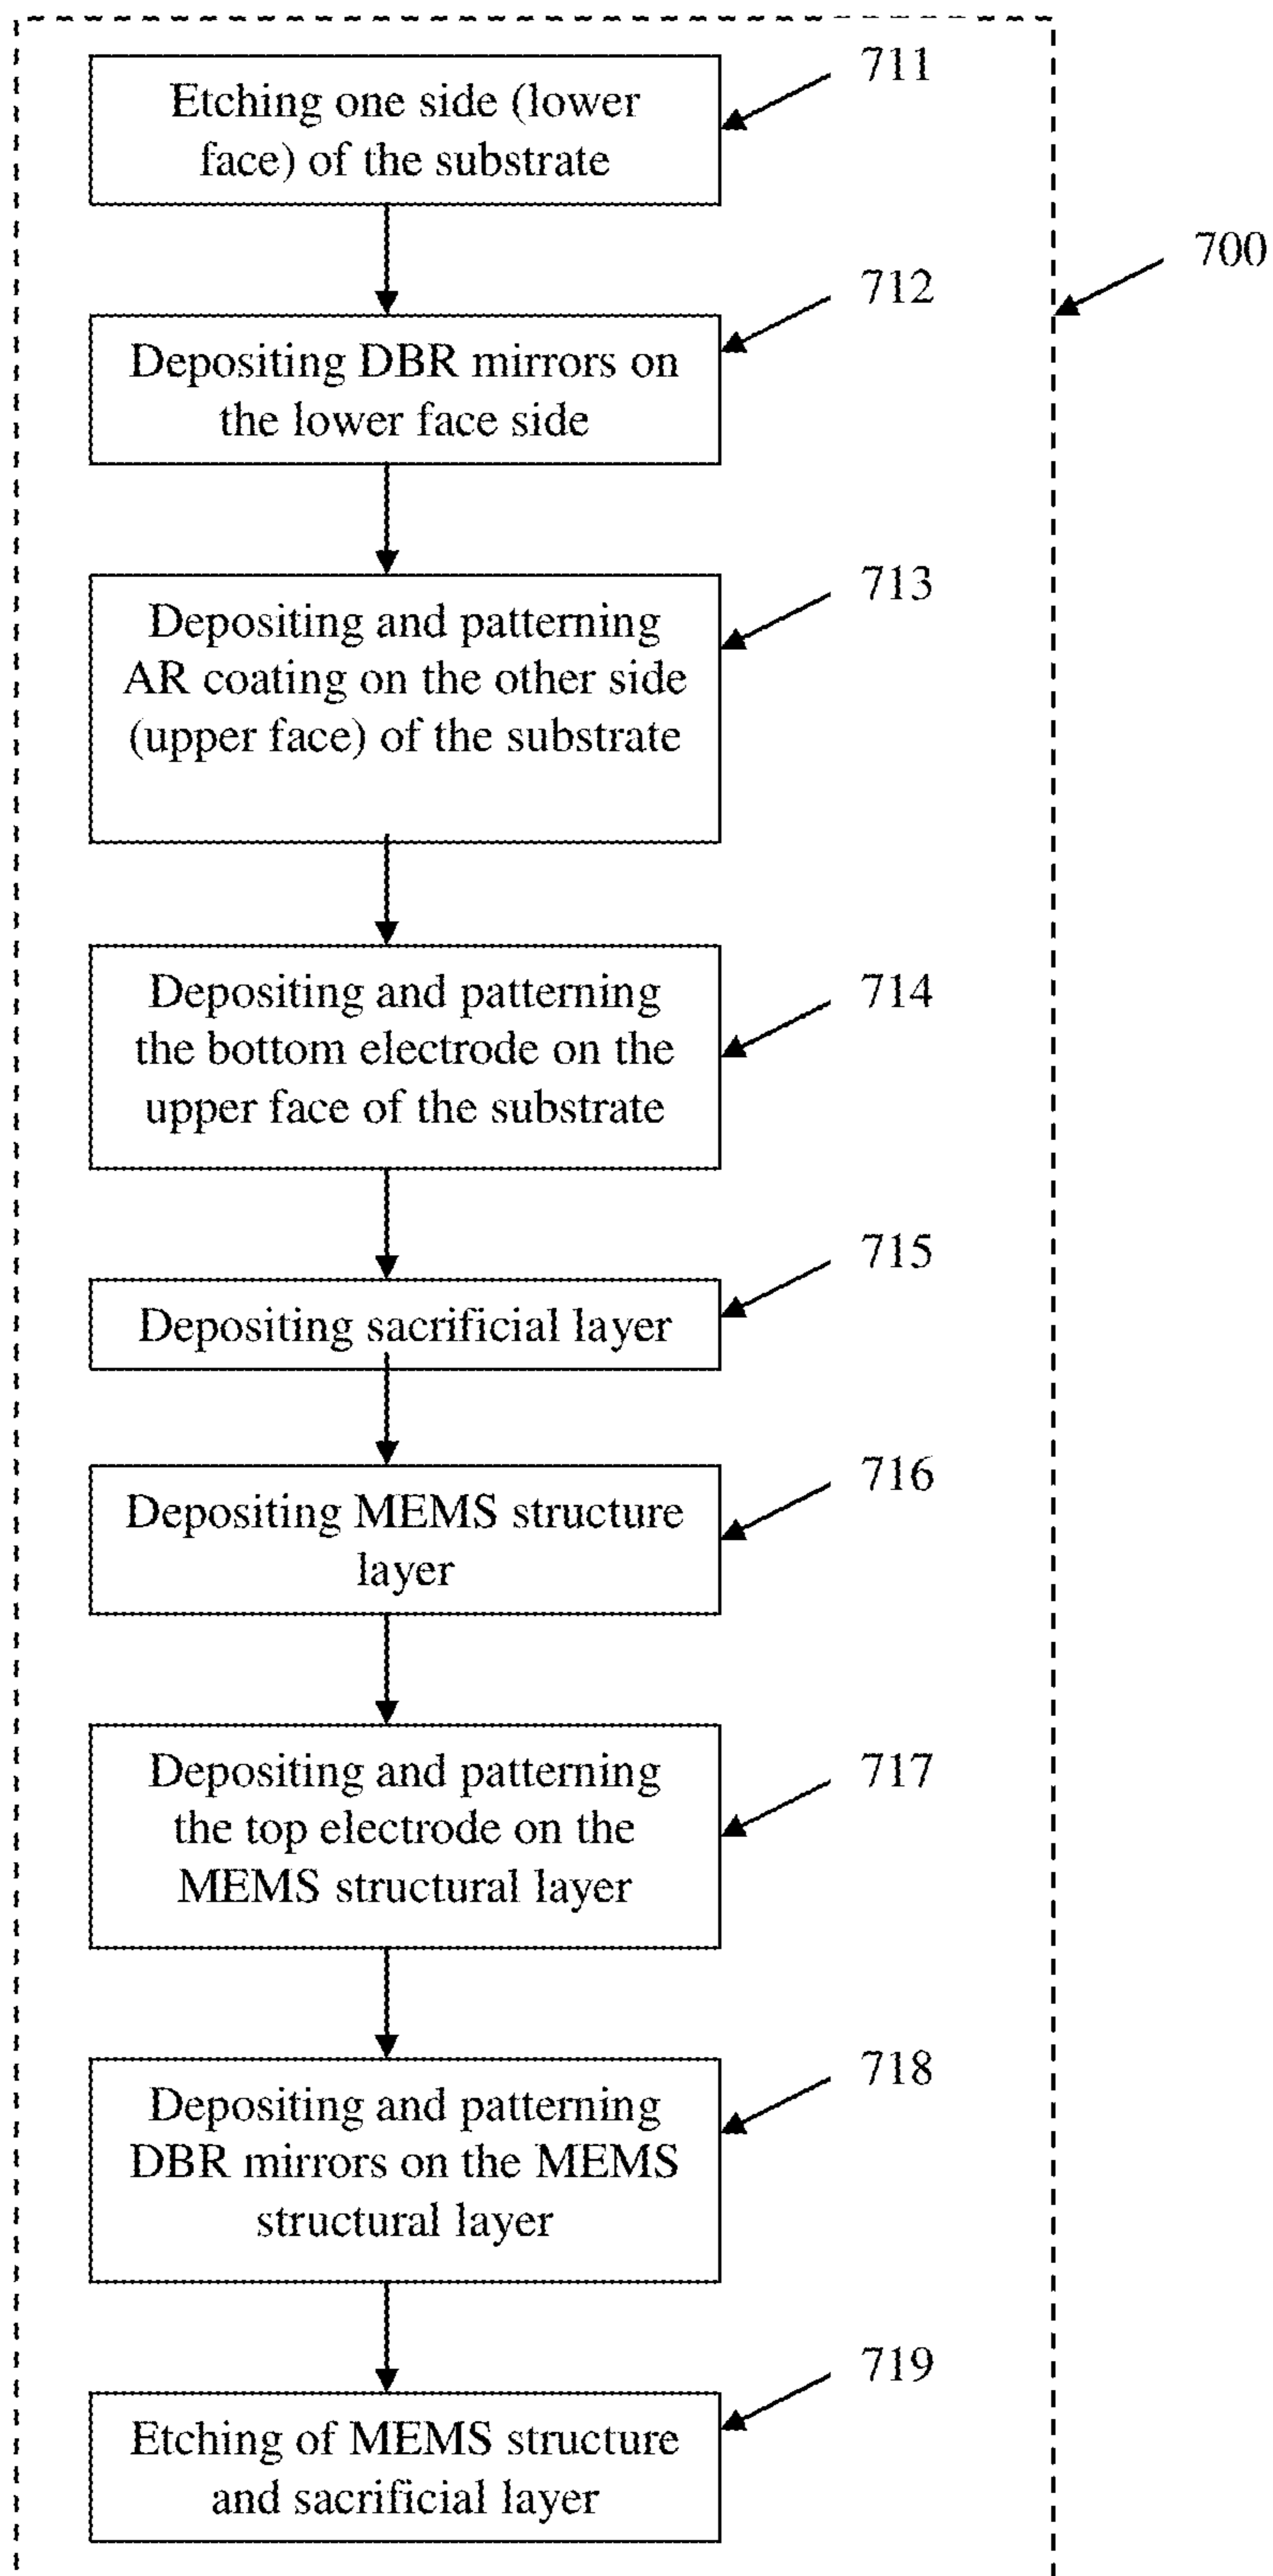 711
Etching one side (lower
face) of the substrate
700
712
Depositing DBR mirrors on
the lower face side
713
Depositing and patterning
AR coating on the other side
(upper face) of the substrate
714
Depositing and patterning
the bottom electrode on the
upper face of the substrate
715
Depositing sacrificial layer
716
Depositing MEMS structure
layer
717
Depositing and patterning
the top electrode on the
MEMS structural layer
718
Depositing and patterning
DBR mirrors on the MEMS
structural layer
719
Etching of MEMS structure
and sacrificial layer